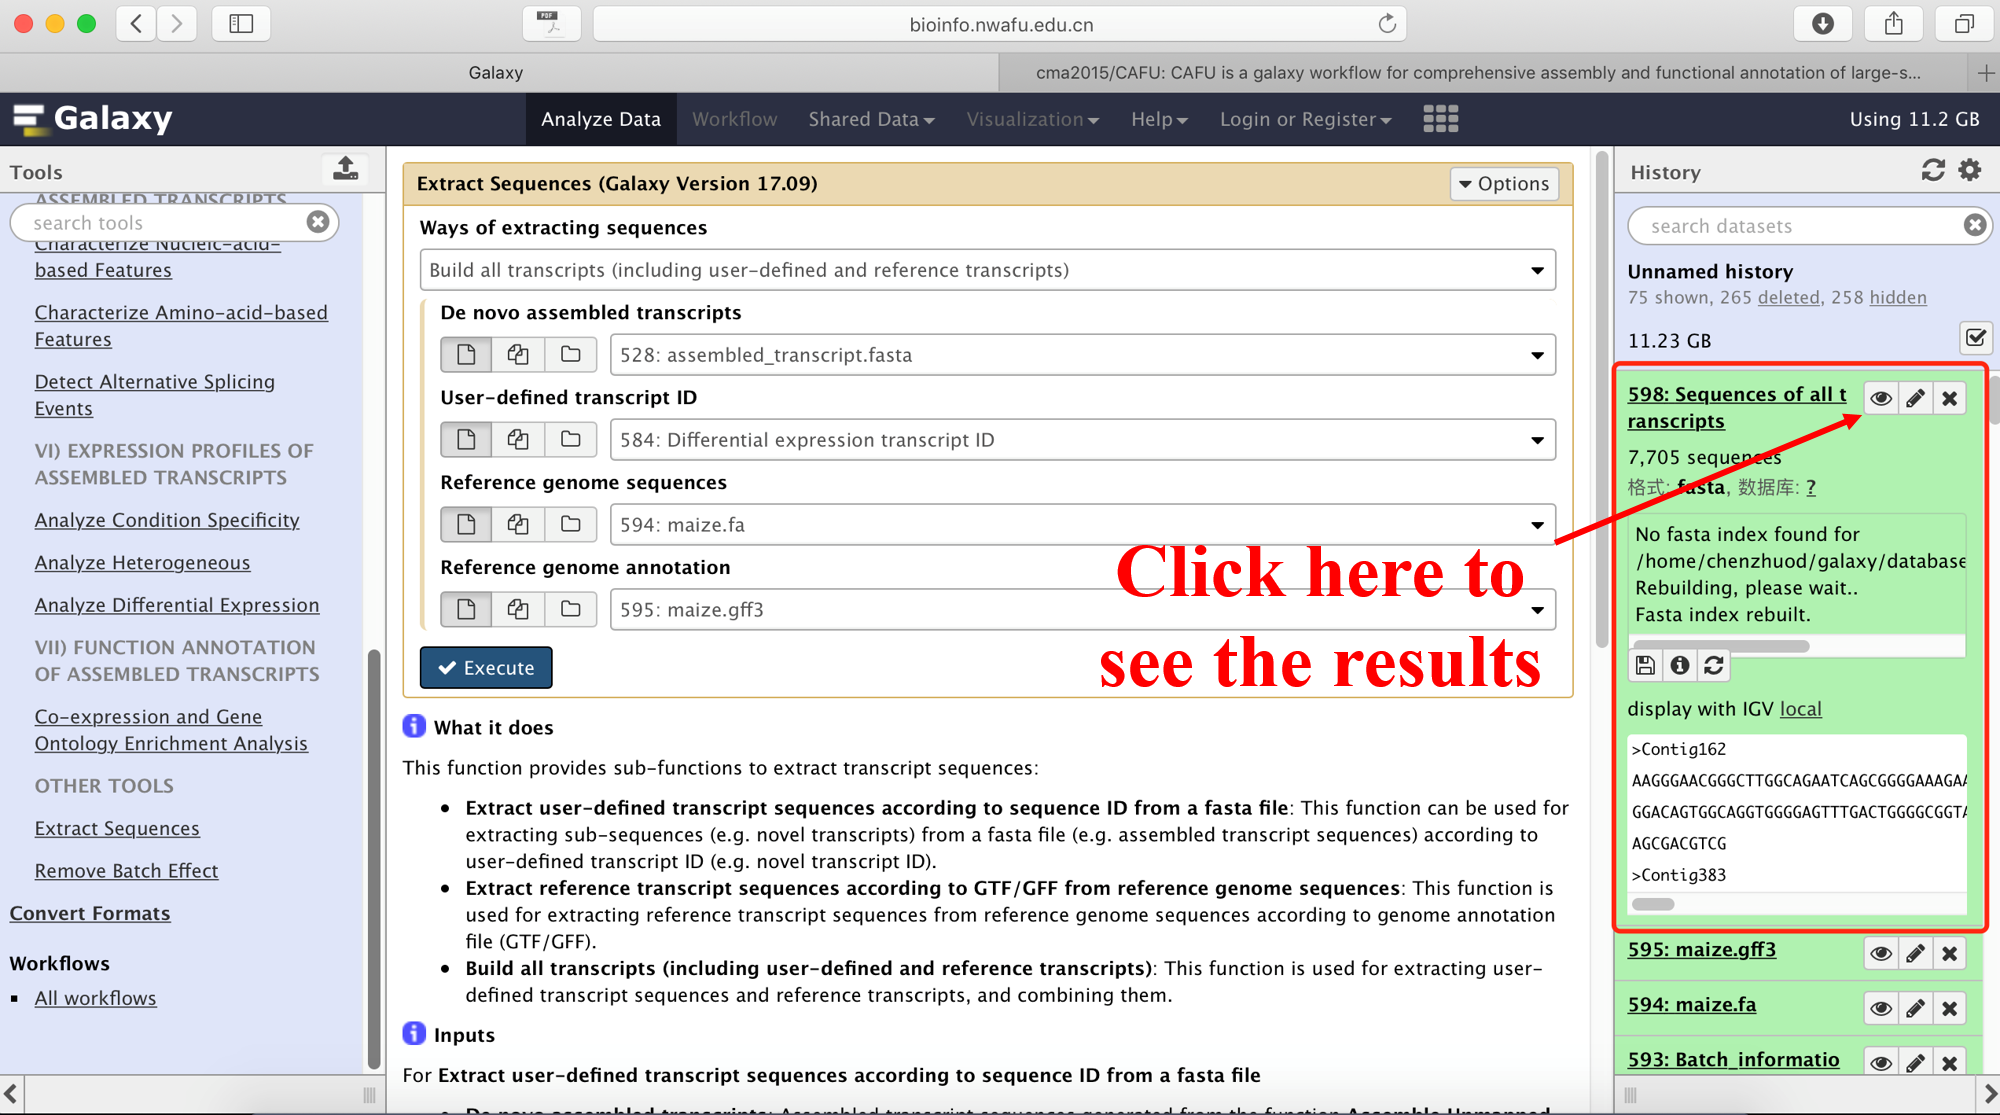 PDF
bioinfo.nwafu.edu.cn
Galaxy
cma2015/CAFU: CAFU is a galaxy workflow for comprehensive assembly and functional annotation of large-s...
Galaxy
Analyze Data
Workflow
Shared Data
Visualization
Help
Login or Register
Using 11.2 GB
Tools
ASSEMBLED TRANSCRIPTS
search tools
Characterize Nucleic-acid-
based Features
Characterize Amino-acid-based
Features
Detect Alternative Splicing
Events
VI) EXPRESSION PROFILES OF
ASSEMBLED TRANSCRIPTS
Analyze Condition Specificity
Analyze Heterogeneous
Analyze Differential Expression
VII) FUNCTION ANNOTATION
OF ASSEMBLED TRANSCRIPTS
Co-expression and Gene
Ontology Enrichment Analysis
OTHER TOOLS
Extract Sequences
Remove Batch Effect
Convert Formats
Workflows
All workflows
Extract Sequences (Galaxy Version 17.09)
Options
Ways of extracting sequences
Build all transcripts (including user-defined and reference transcripts)
De novo assembled transcripts
528: assembled_transcript.fasta
User-defined transcript ID
584: Differential expression transcript ID
Reference genome sequences
594: maize.fa
Reference genome annotation
595: maize.gff3
Execute
Click here to
see the results
What it does
This function provides sub-functions to extract transcript sequences:
Extract user-defined transcript sequences according to sequence ID from a fasta file: This function can be used for
extracting sub-sequences (e.g. novel transcripts) from a fasta file (e.g. assembled transcript sequences) according to
user-defined transcript ID (e.g. novel transcript ID).
Extract reference transcript sequences according to GTF/GFF from reference genome sequences: This function is
used for extracting reference transcript sequences from reference genome sequences according to genome annotation
file (GTF/GFF).
Build all transcripts (including user-defined and reference transcripts): This function is used for extracting user-
defined transcript sequences and reference transcripts, and combining them.
Inputs
For Extract user-defined transcript sequences according to sequence ID from a fasta file
De novo assembled transcripts: Assembled transcript sequences generated from the function Assemble Unmapped
History
search datasets
Unnamed history
75 shown, 265 deleted, 258 hidden
11.23 GB
598: Sequences of all t
ranscripts
7,705 sequences
格式: fasta, 数据库: ?
No fasta index found for
/home/chenzhuod/galaxy/database
Rebuilding, please wait..
Fasta index rebuilt.
display with IGV local
>Contig162
AAGGGAACGGGCTTGGCAGAATCAGCGGGGAAAGAA
GGACAGTGGCAGGTGGGGAGTTTGACTGGGGCGGTA
AGCGACGTCG
>Contig383
595: maize.gff3
594: maize.fa
593: Batch_informatio